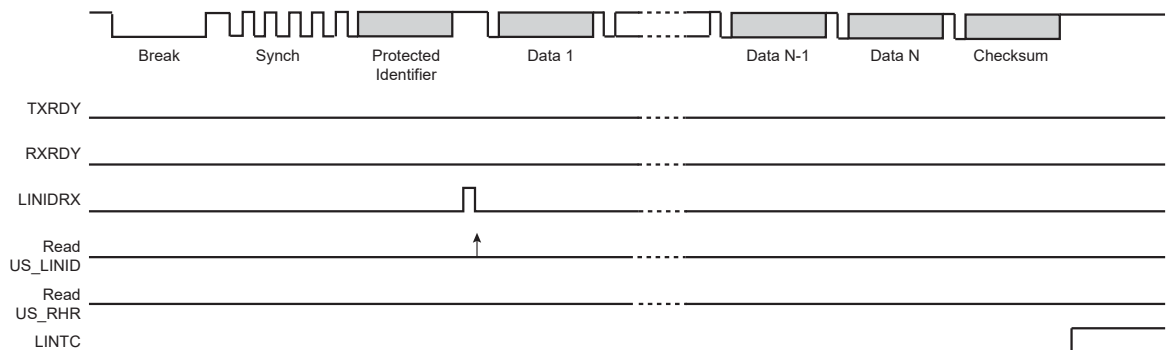 Break Synch Protected Data 1 Data N-1 Data N Checksum
Identifier
TXRDY
RXRDY
LINIDRX
Read
US_LINID
Read
US_RHR
LINTC